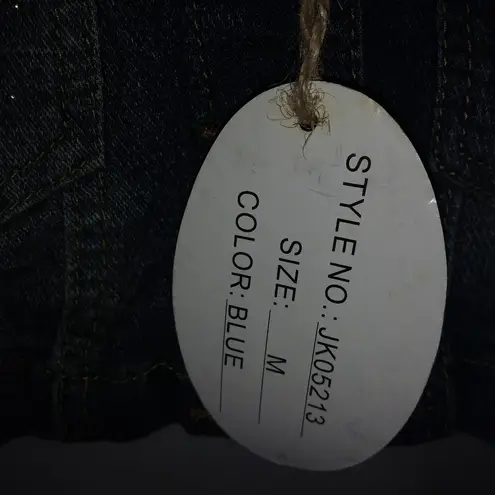 STYLE NO.: JK05213
SIZE: M
COLOR: BLUE